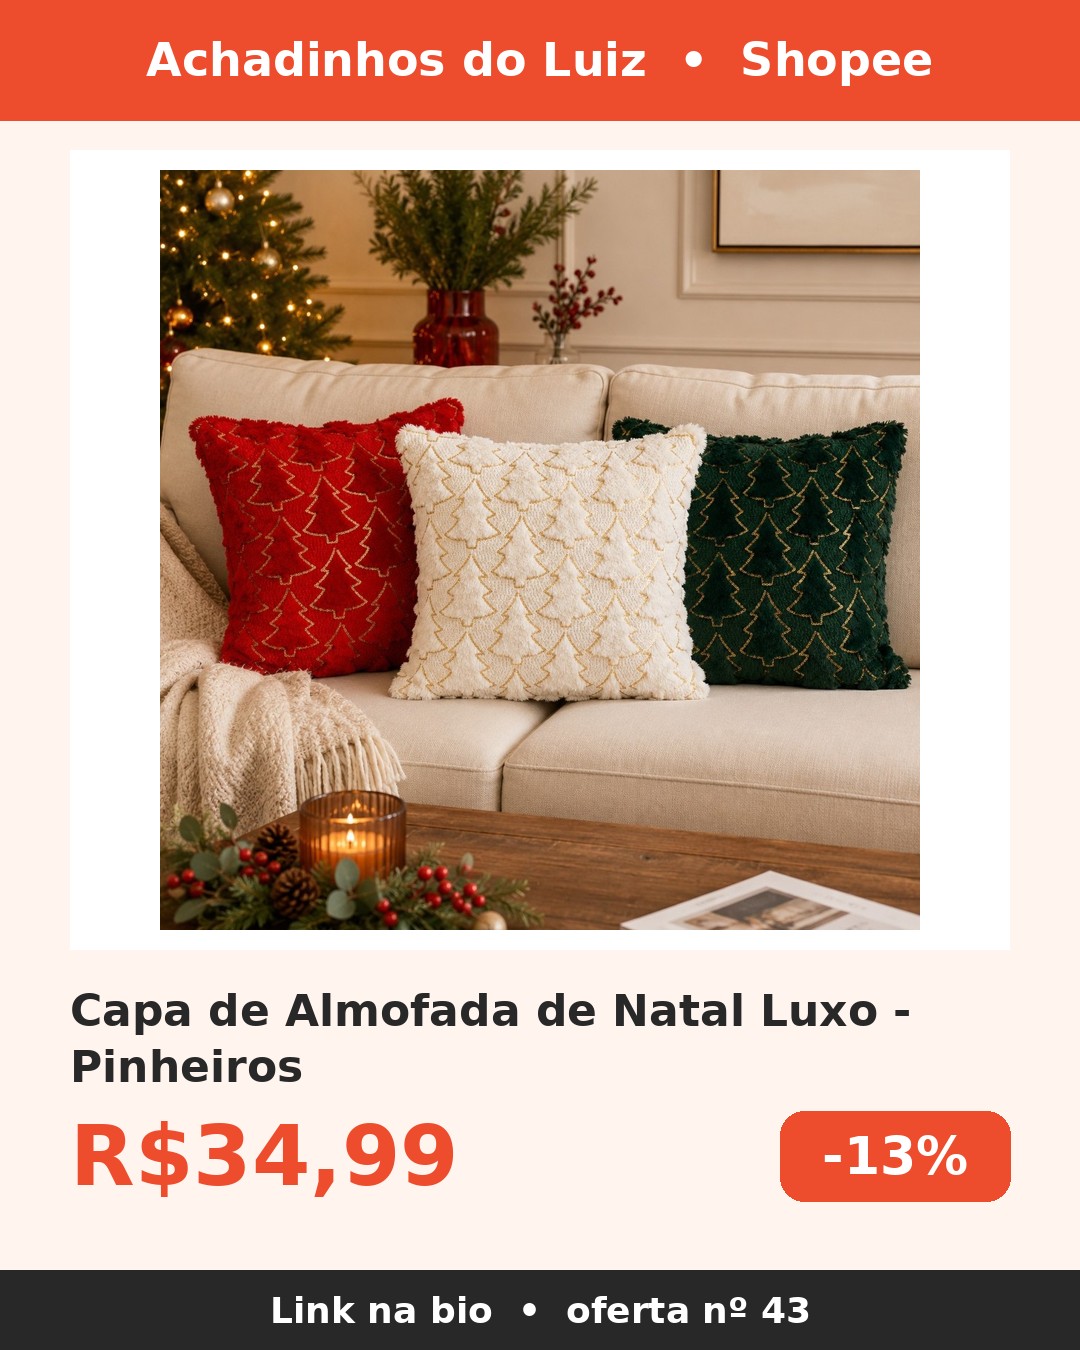 Achadinhos do Luiz • Shopee
Capa de Almofada de Natal Luxo -
Pinheiros
R$34,99
-13%
Link na bio • oferta nº 43